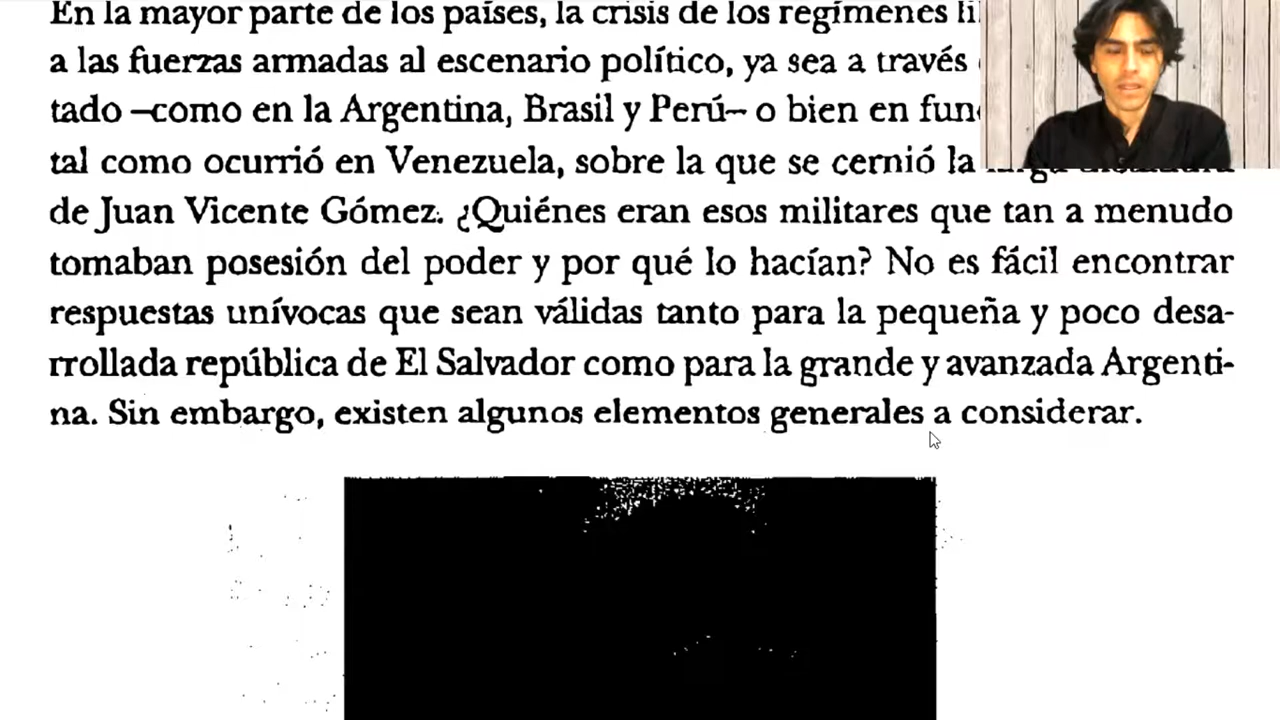 En la mayor parte de los países, la crisis de los regímenes
a las fuerzas armadas al escenario político, ya sea a través
tado –como en la Argentina, Brasil y Perú– o bien en
tal como ocurrió en Venezuela, sobre la que se cernió la
de Juan Vicente Gómez. ¿Quiénes eran esos militares que tan a menudo
tomaban posesión del poder y por qué lo hacían? No es fácil encontrar
respuestas unívocas que sean válidas tanto para la pequeña y poco desa-
rrollada república de El Salvador como para la grande y avanzada Argenti-
na. Sin embargo, existen algunos elementos generales a considerar.